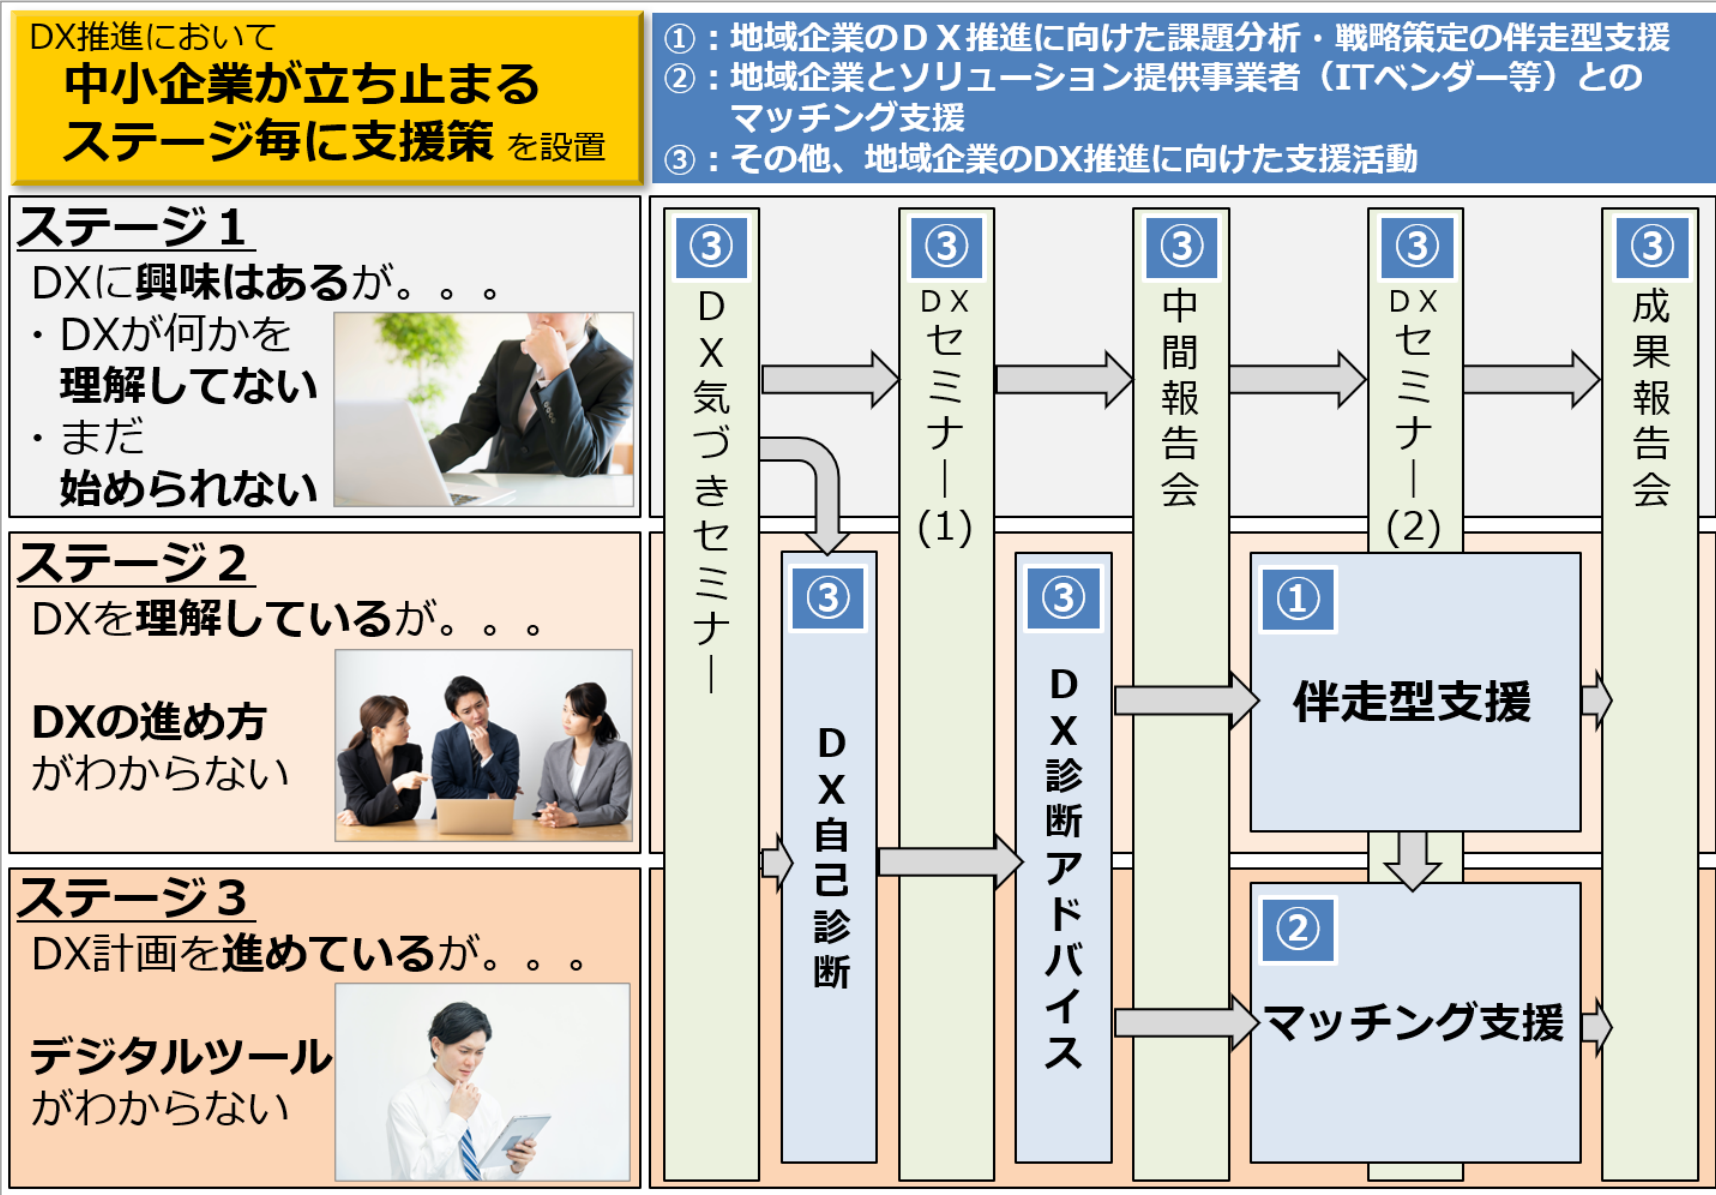 DX推進において
中小企業が立ち止まる
ステージ毎に支援策 を設置
①：地域企業のＤＸ推進に向けた課題分析・戦略策定の伴走型支援
②：地域企業とソリューション提供事業者（ITベンダー等）との
マッチング支援
③：その他、地域企業のDX推進に向けた支援活動
ステージ１
DXに興味はあるが。。。
・DXが何かを
理解してない
・まだ
始められない
ステージ２
DXを理解しているが。。。
DXの進め方
がわからない
ステージ３
DX計画を進めているが。。。
デジタルツール
がわからない
③
ＤＸ気づきセミナー
③
ＤＸセミナー(1)
③
中間報告会
③
ＤＸセミナー(2)
③
成果報告会
③
ＤＸ自己診断
③
ＤＸ診断アドバイス
①
伴走型支援
②
マッチング支援